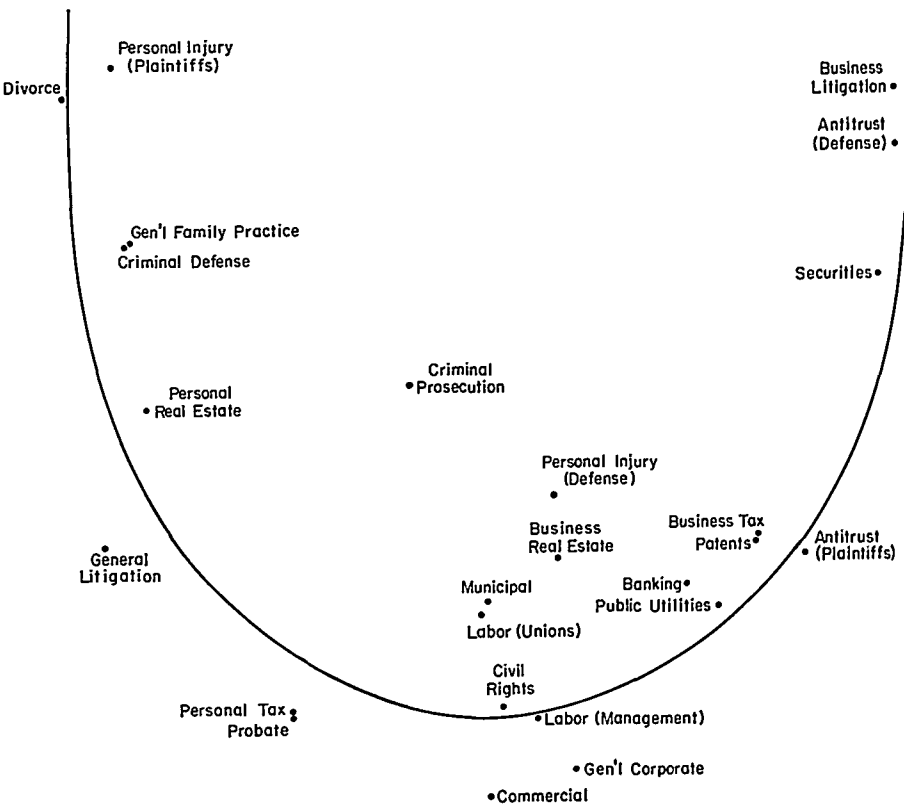 Personal Injury
(Plaintiffs)
Divorce
Business
Litigation
Antitrust
(Defense)
Gen'l Family Practice
Criminal Defense
Securities
Criminal
Prosecution
Personal
Real Estate
Personal Injury
(Defense)
Business Tax
Patents
Business
Real Estate
Antitrust
(Plaintiffs)
General
Litigation
Banking
Public Utilities
Municipal
Labor (Unions)
Civil
Rights
Personal Tax
Probate
Labor (Management)
Gen'l Corporate
Commercial